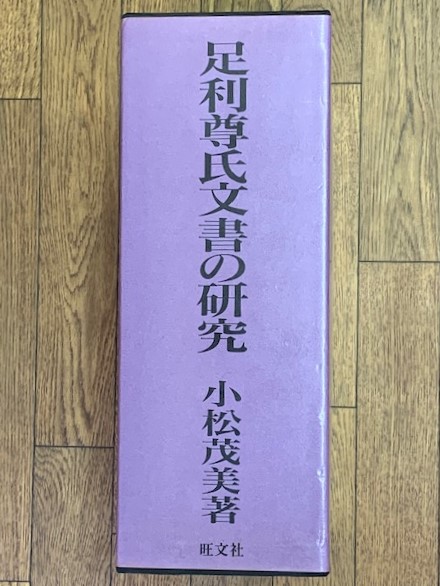 足利尊氏文書の研究
小松茂美著
旺文社